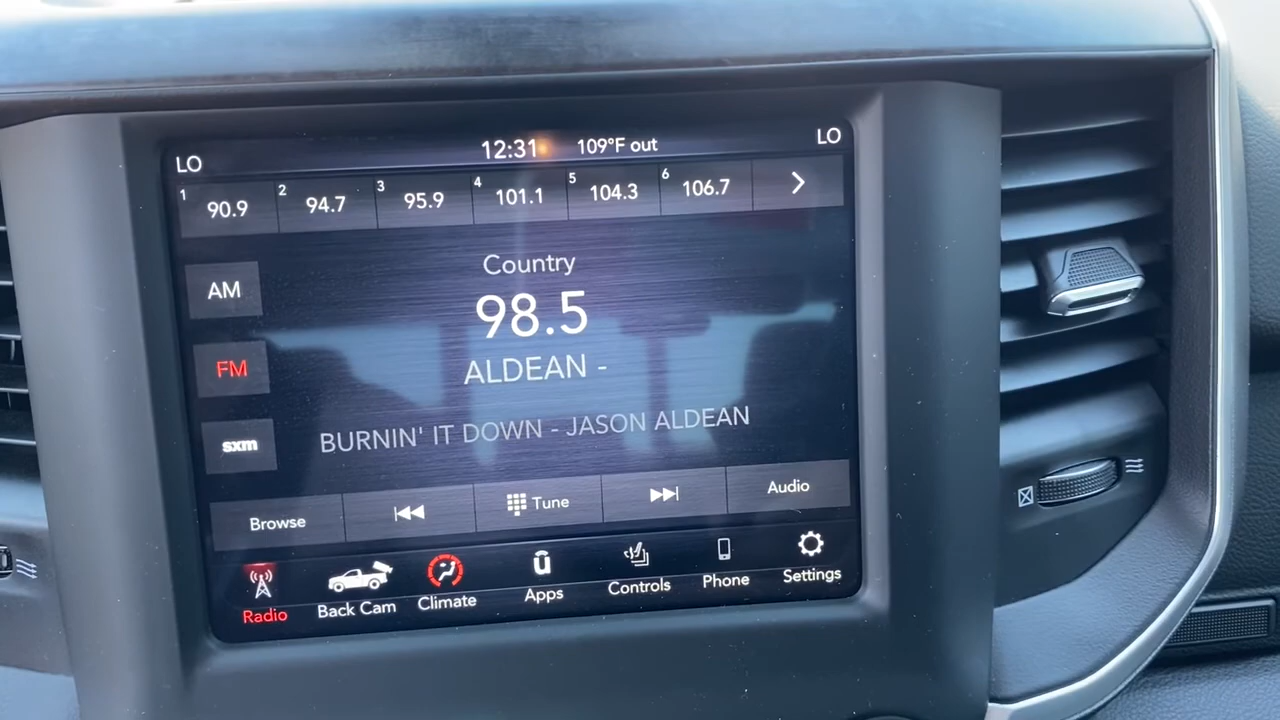 LO 12:31 109°F out LO
1 90.9 2 94.7 3 95.9 4 101.1 5 104.3 6 106.7
Country
AM
98.5
FM
ALDEAN -
sxm
BURNIN' IT DOWN - JASON ALDEAN
Browse Tune Audio
Radio Back Cam Climate Apps Controls Phone Settings